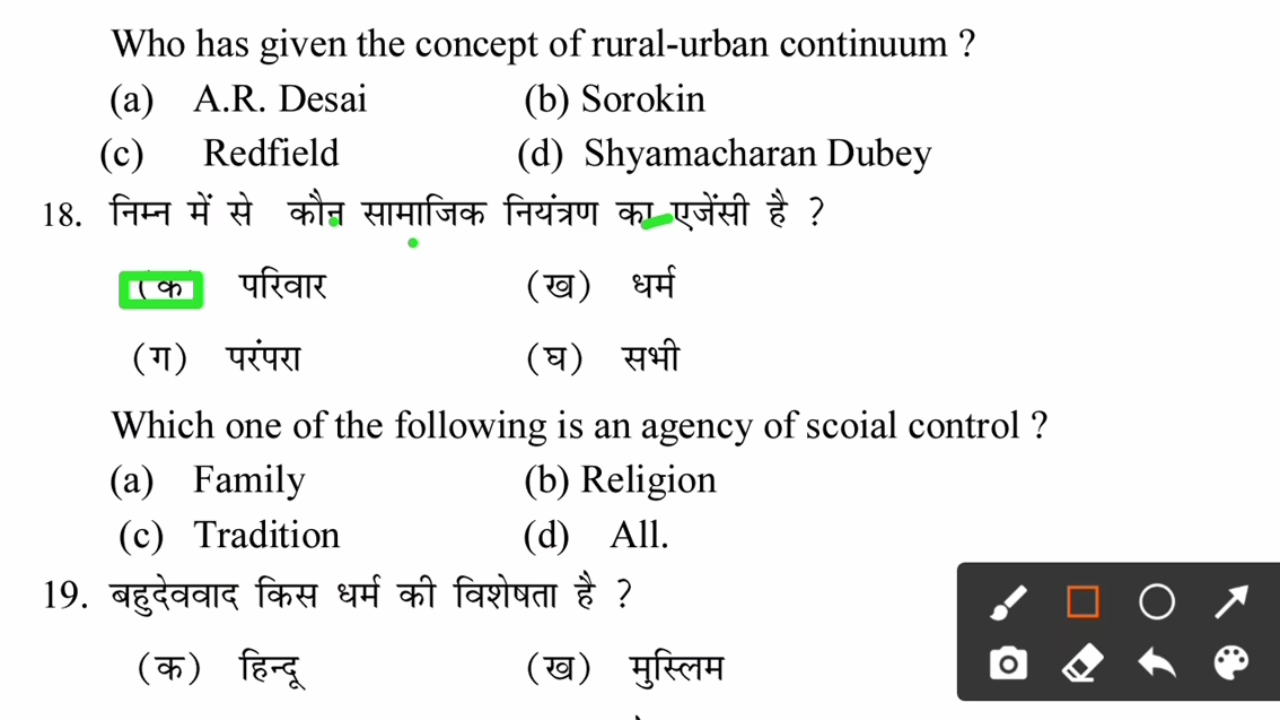 Who has given the concept of rural-urban continuum ?
(a) A.R. Desai (b) Sorokin
(c) Redfield (d) Shyamacharan Dubey
18. निम्न में से कौन सामाजिक नियंत्रण का एजेंसी है ?
(क) परिवार (ख) धर्म
(ग) परंपरा (घ) सभी
Which one of the following is an agency of scoial control ?
(a) Family (b) Religion
(c) Tradition (d) All.
19. बहुदेववाद किस धर्म की विशेषता है ?
(क) हिन्दू (ख) मुस्लिम